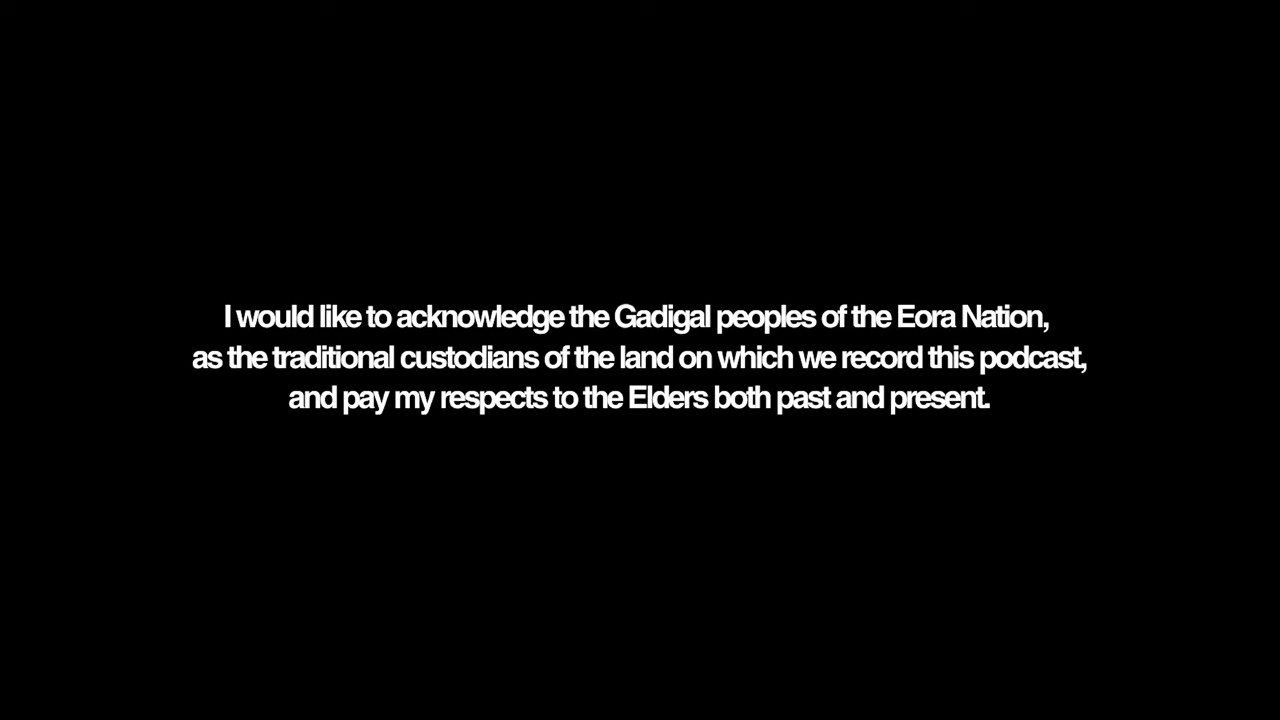 I would like to acknowledge the Gadigal peoples of the Eora Nation,
as the traditional custodians of the land on which we record this podcast,
and pay my respects to the Elders both past and present.